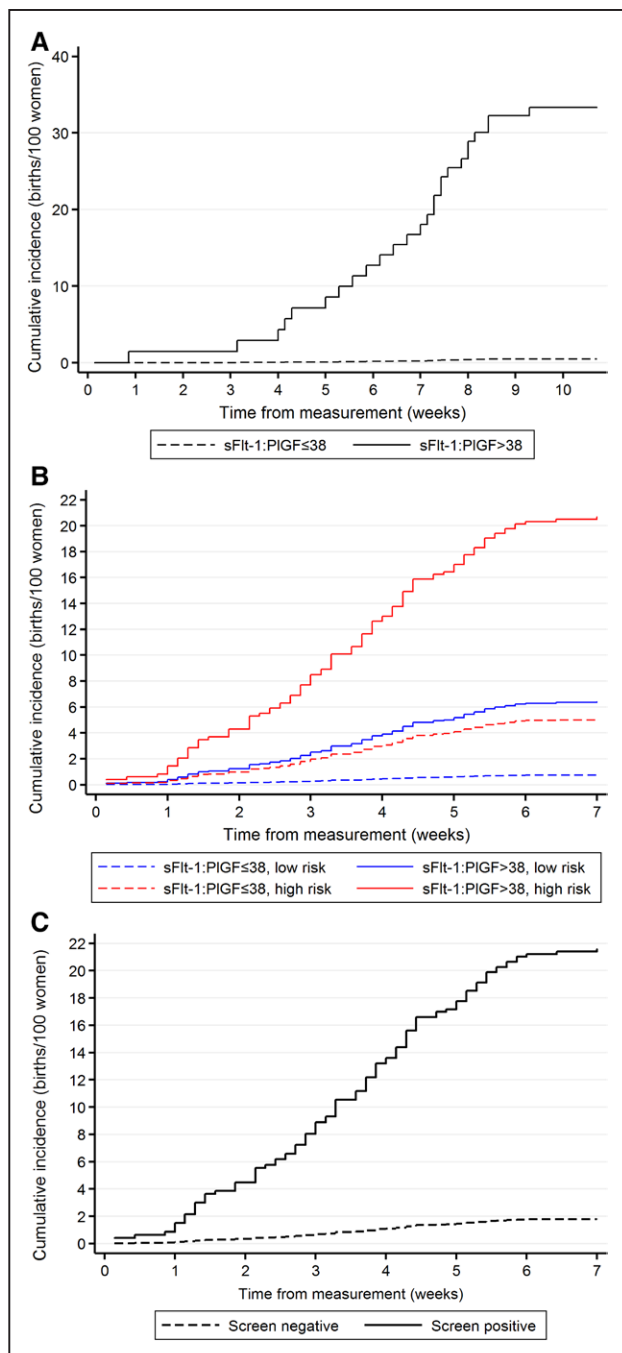 A
Cumulative incidence (births/100 women)
40
30
20
10
0
0 1 2 3 4 5 6 7 8 9 10
Time from measurement (weeks)
sFlt-1:PlGF≤38 sFlt-1:PlGF>38
B
Cumulative incidence (births/100 women)
22
20
18
16
14
12
10
8
6
4
2
0
0 1 2 3 4 5 6 7
Time from measurement (weeks)
sFlt-1:PlGF≤38, low risk sFlt-1:PlGF>38, low risk
sFlt-1:PlGF≤38, high risk sFlt-1:PlGF>38, high risk
C
Cumulative incidence (births/100 women)
22
20
18
16
14
12
10
8
6
4
2
0
0 1 2 3 4 5 6 7
Time from measurement (weeks)
Screen negative Screen positive